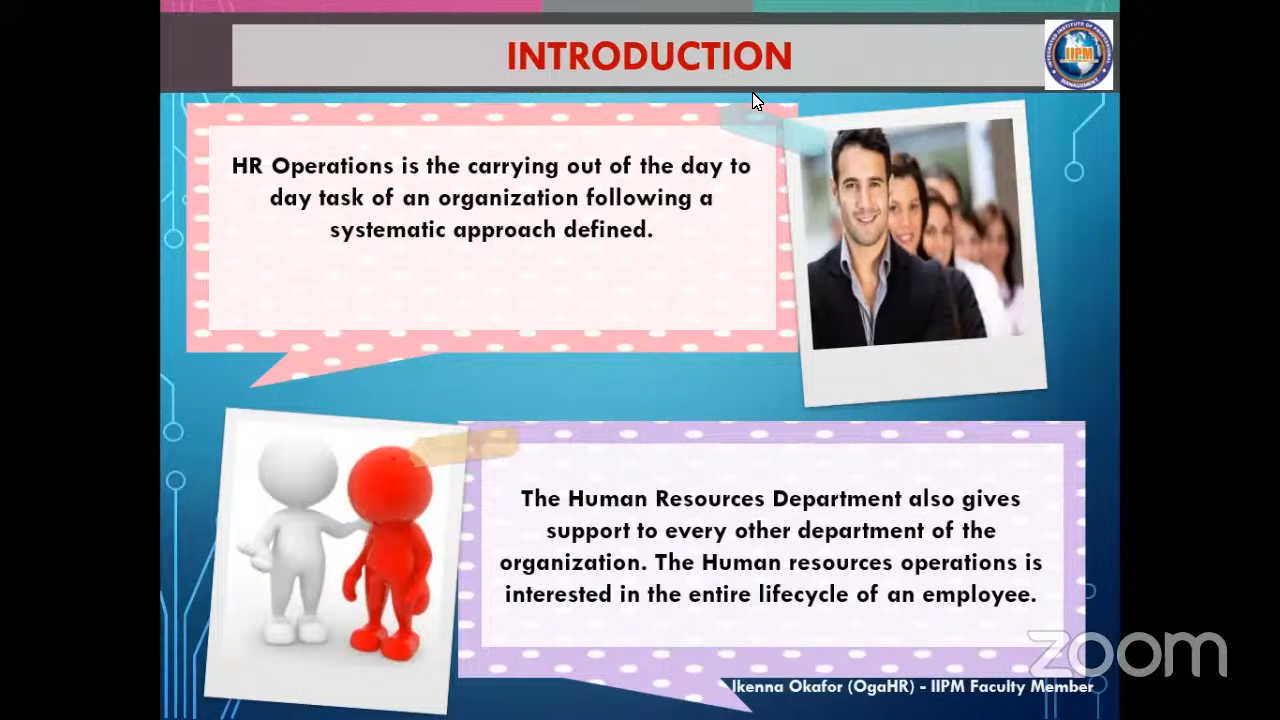 INTRODUCTION
IIPM
HR Operations is the carrying out of the day to
day task of an organization following a
systematic approach defined.
The Human Resources Department also gives
support to every other department of the
organization. The Human resources operations is
interested in the entire lifecycle of an employee.
zoom
Ikenna Okafor (OgaHR) - IIPM Faculty Member